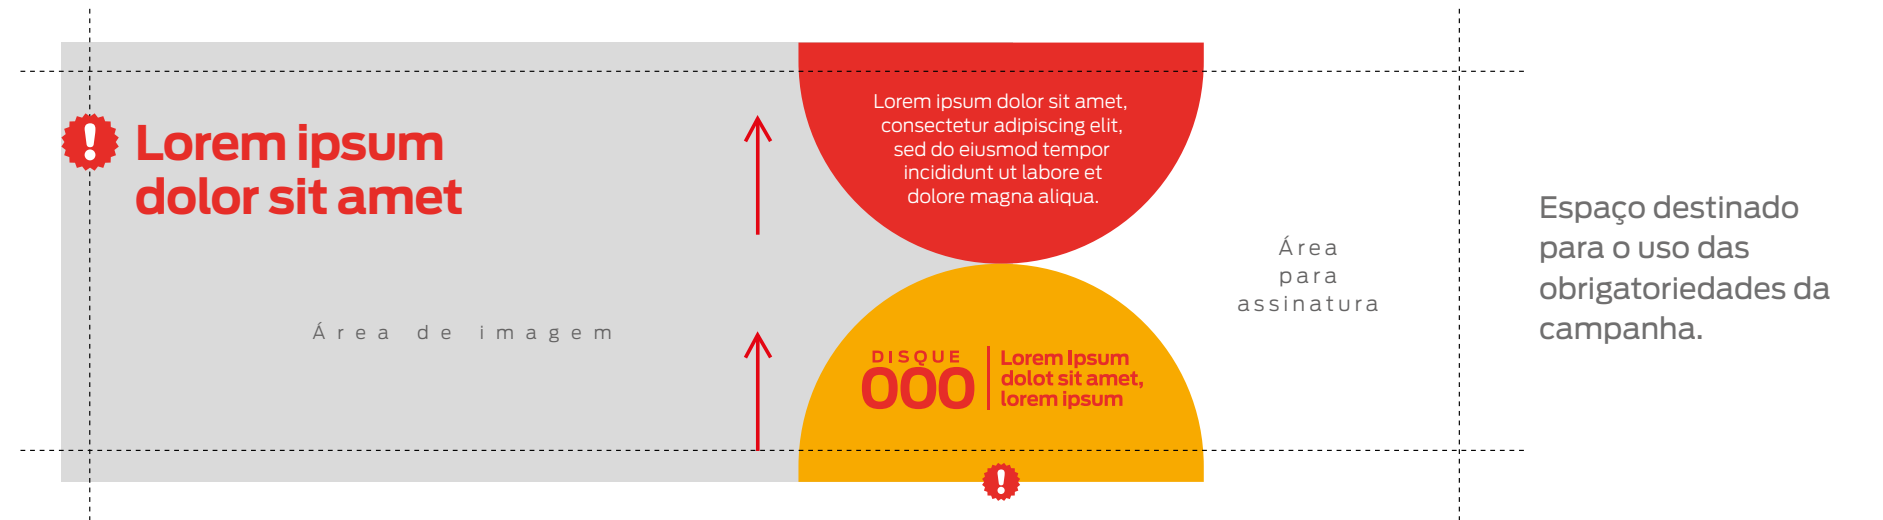 Lorem ipsum
dolor sit amet
Área de imagem
Lorem ipsum dolor sit amet,
consectetur adipiscing elit,
sed do eiusmod tempor
incididunt ut labore et
dolore magna aliqua.
DISQUE
000
Lorem Ipsum
dolot sit amet,
lorem ipsum
Área
para
assinatura
Espaço destinado
para o uso das
obrigatoriedades da
campanha.